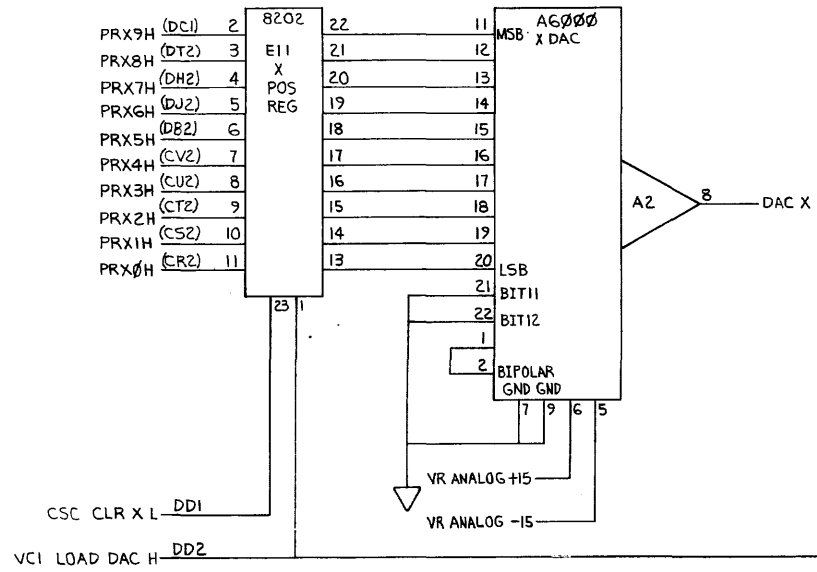 8202
E11
X
POS
REG
PRX9H (DC1) 2 22 11 MSB
PRX8H (DT2) 3 21 12
PRX7H (DH2) 4 20 13
PRX6H (DJ2) 5 19 14
PRX5H (DB2) 6 18 15
PRX4H (CV2) 7 17 16
PRX3H (CU2) 8 16 17
PRX2H (CT2) 9 15 18
PRX1H (CS2) 10 14 19
PRXØH (CR2) 11 13 20 LSB
A6ØØØ
X DAC
A2 8 DAC X
21 BIT11
22 BIT12
1
2 BIPOLAR
GND GND
23 1
7 9 6 5
VR ANALOG +15
VR ANALOG -15
CSC CLR X L DD1
VC1 LOAD DAC H DD2